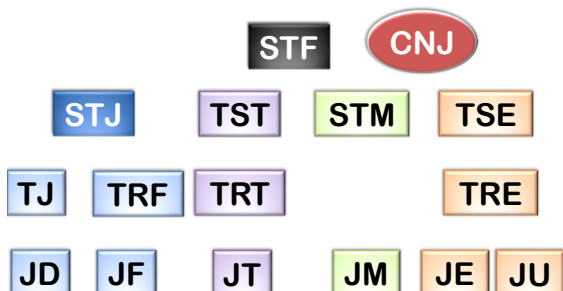 STF CNJ
STJ TST STM TSE
TJ TRF TRT TRE
JD JF JT JM JE JU